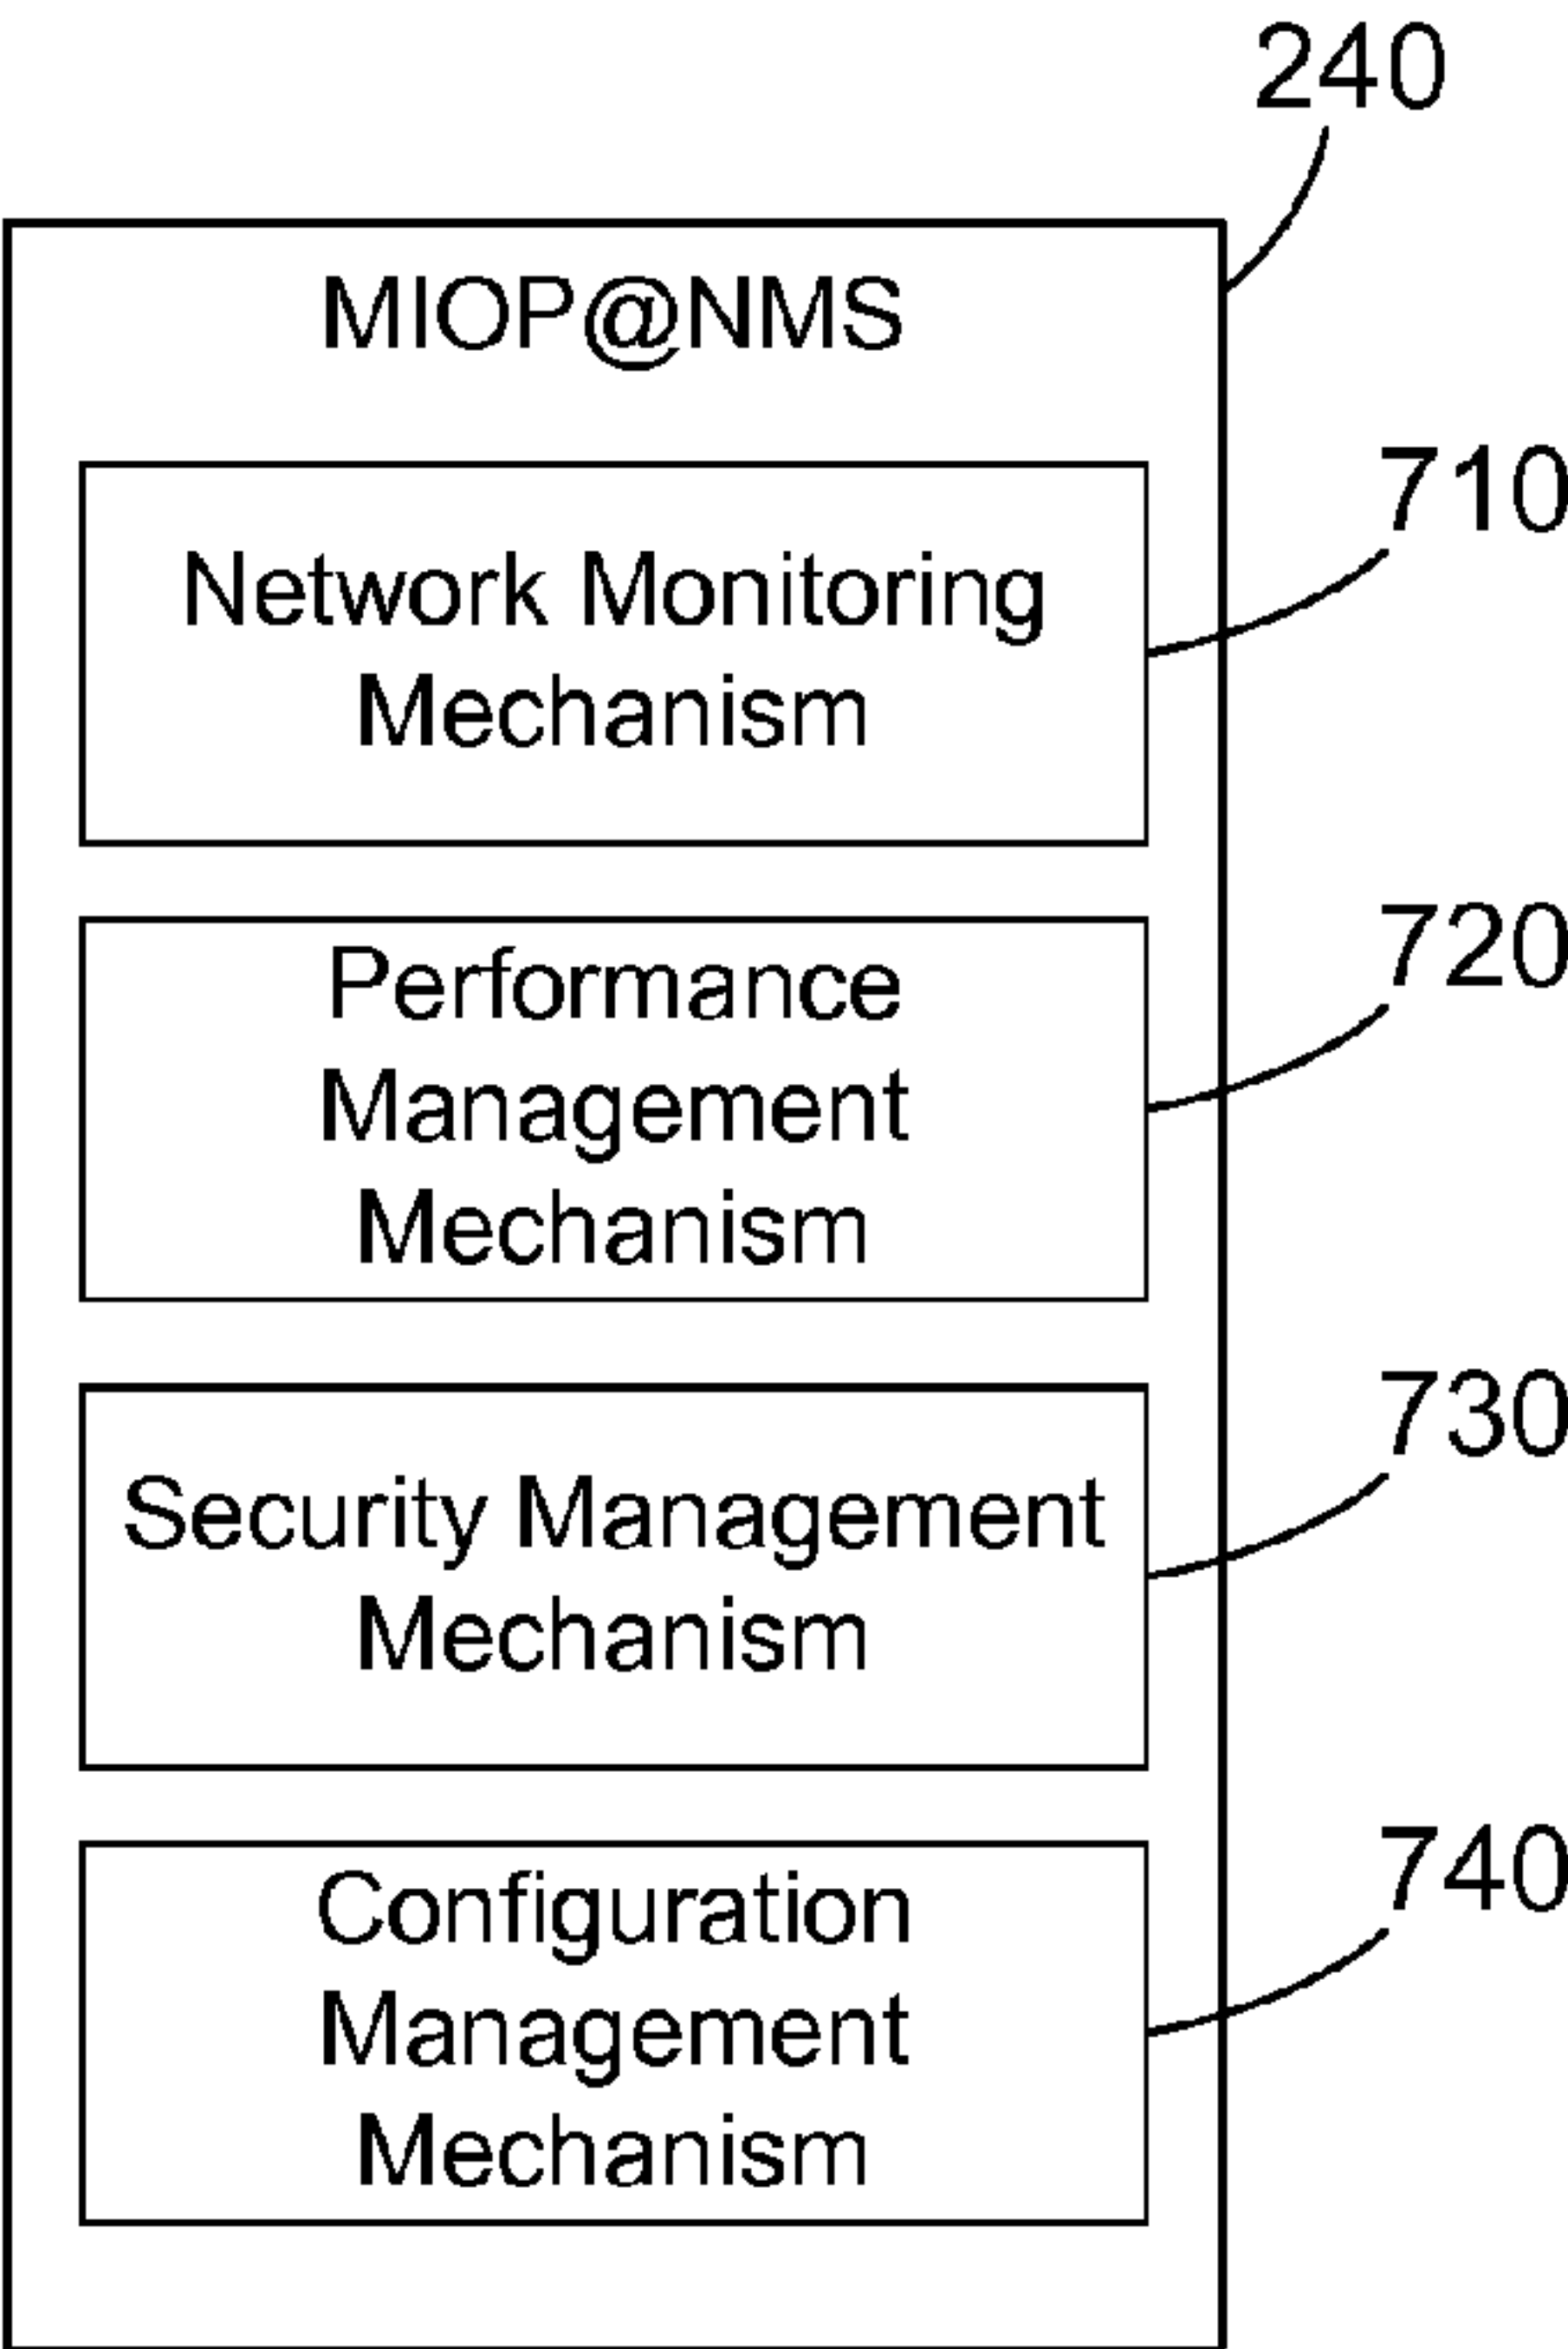 240
MIOP@NMS
710
Network Monitoring
Mechanism
720
Performance
Management
Mechanism
730
Security Management
Mechanism
740
Configuration
Management
Mechanism